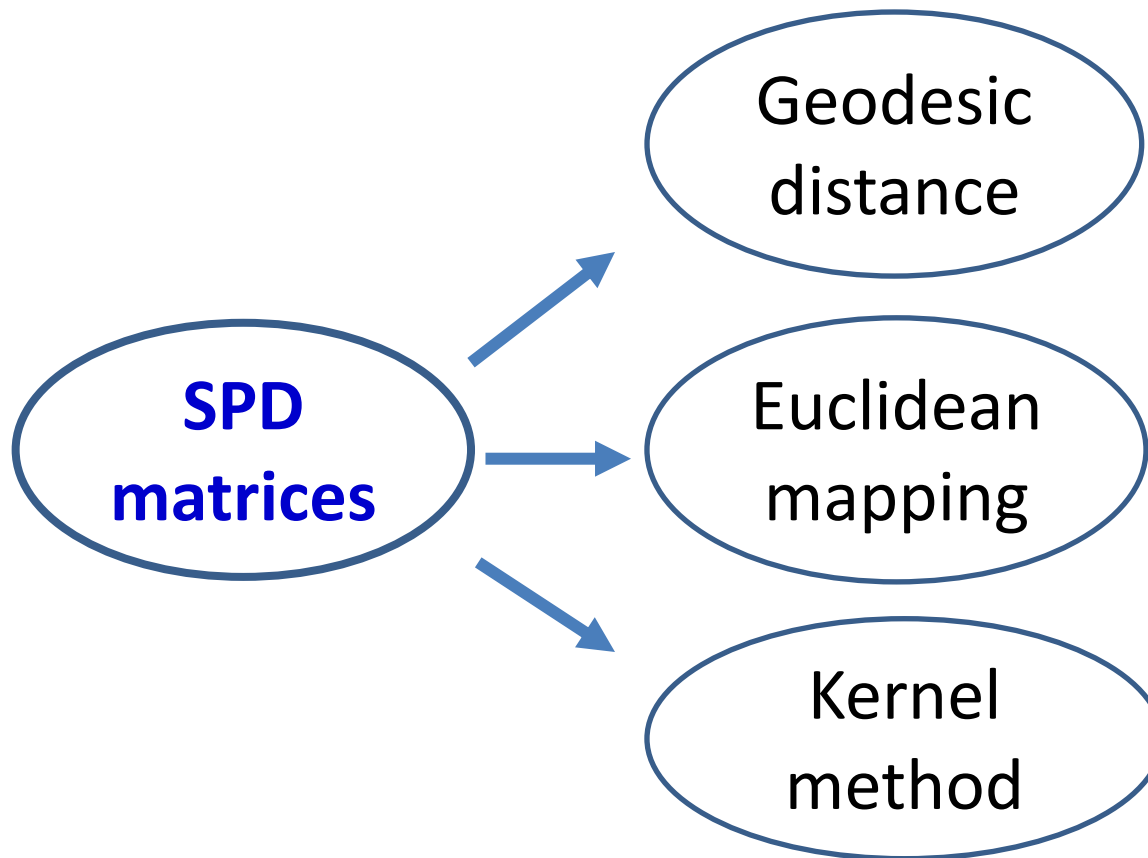 Geodesic
distance
SPD
matrices
Euclidean
mapping
Kernel
method